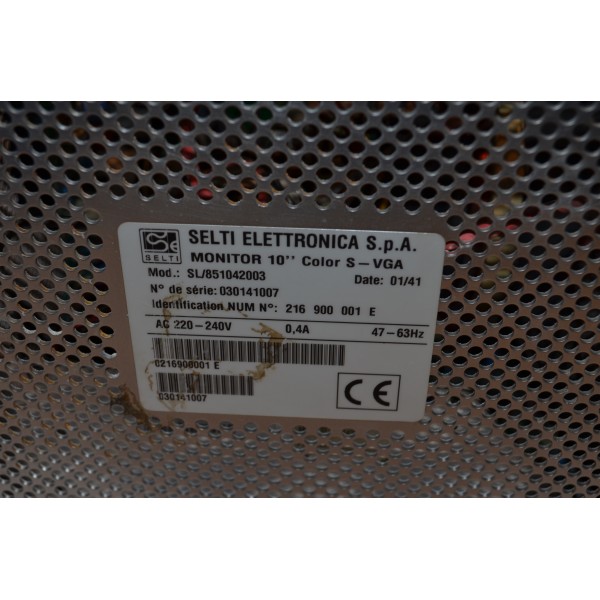 SELTI ELETTRONICA S.p.A.
MONITOR 10'' Color S-VGA
SELTI
Mod.: SL/851042003 Date: 01/41
N° de série: 030141007
Identification NUM N°: 216 900 001 E
AC 220-240V 0,4A 47-63Hz
0216900001 E
030141007
CE